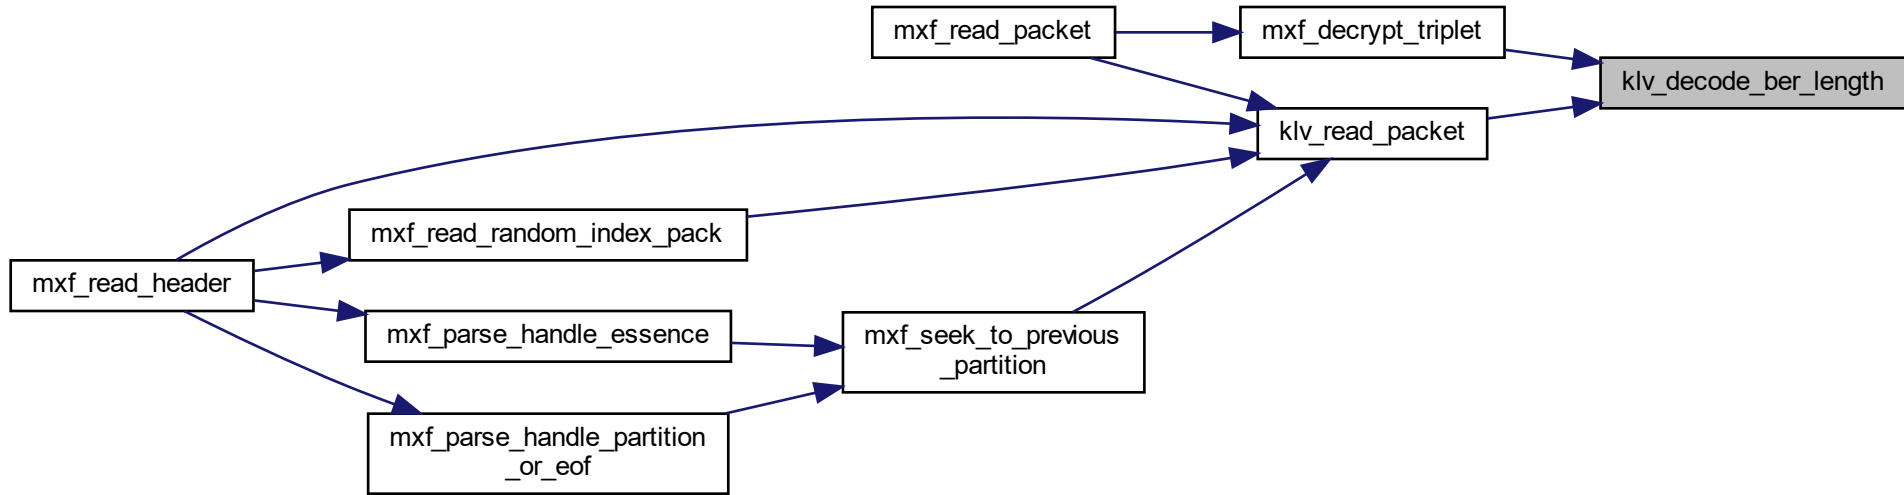 mxf_read_packet
mxf_decrypt_triplet
klv_decode_ber_length
klv_read_packet
mxf_read_random_index_pack
mxf_read_header
mxf_parse_handle_essence
mxf_seek_to_previous
_partition
mxf_parse_handle_partition
_or_eof